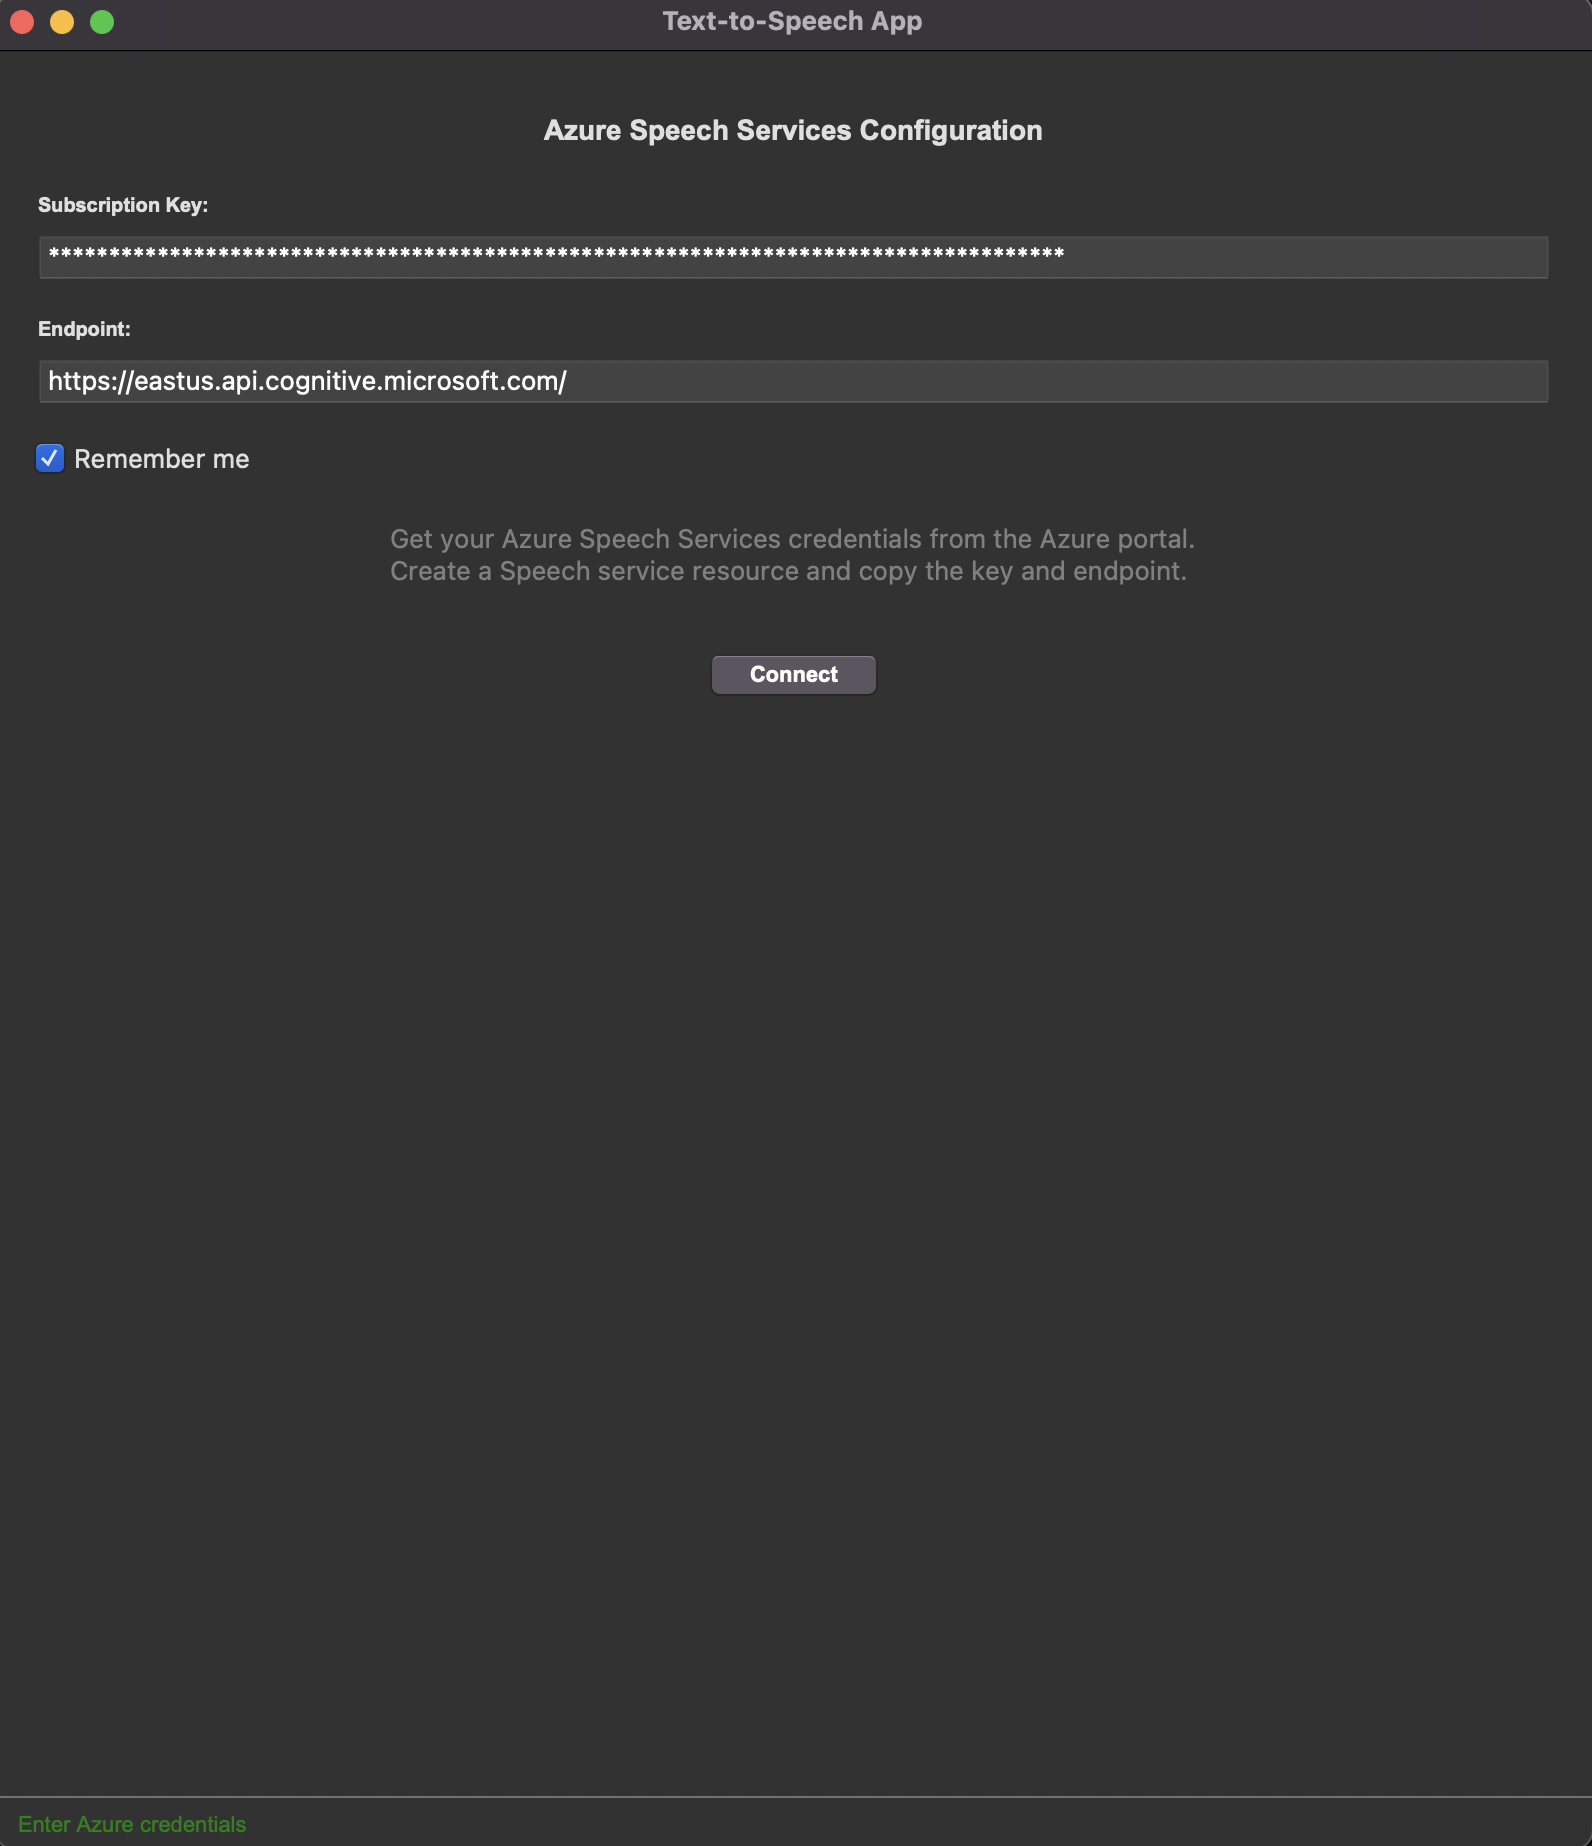 Text-to-Speech App
Azure Speech Services Configuration
Subscription Key:
************************************************************************************
Endpoint:
https://eastus.api.cognitive.microsoft.com/
Remember me
Get your Azure Speech Services credentials from the Azure portal.
Create a Speech service resource and copy the key and endpoint.
Connect
Enter Azure credentials